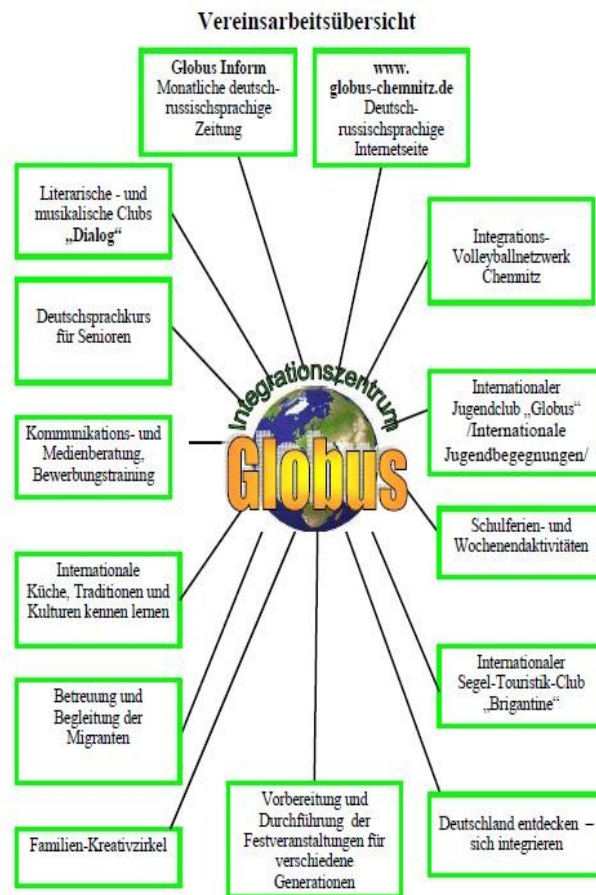 Vereinsarbeitsübersicht
Globus Inform
Monatliche deutsch-
russischsprachige
Zeitung
www.
globus-chemnitz.de
Deutsch-
russischsprachige
Internetseite
Literarische - und
musikalische Clubs
„Dialog“
Integrations-
Volleyballnetzwerk
Chemnitz
Deutschsprachkurs
für Senioren
Integrationszentrum
Globus
Internationaler
Jugendclub „Globus“
/Internationale
Jugendbegegnungen/
Kommunikations- und
Medienberatung,
Bewerbungstraining
Schulferien- und
Wochenendaktivitäten
Internationale
Küche, Traditionen und
Kulturen kennen lernen
Internationaler
Segel-Touristik-Club
„Brigantine“
Betreuung und
Begleitung der
Migranten
Familien-Kreativzirkel
Vorbereitung und
Durchführung der
Festveranstaltungen für
verschiedene
Generationen
Deutschland entdecken –
sich integrieren